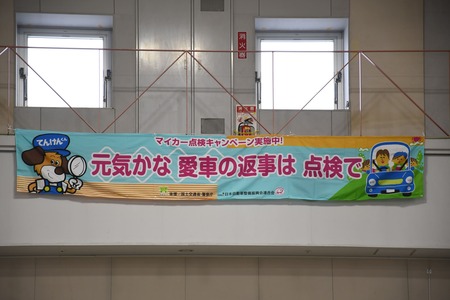 消火器
てんけんくん
マイカー点検キャンペーン実施中!
元気かな 愛車の返事は 点検で